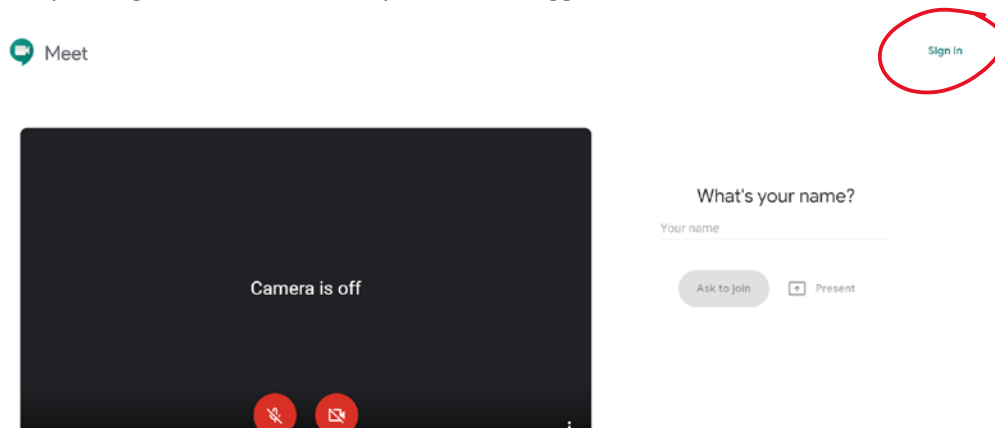 Meet
Sign in
What's your name?
Your name
Camera is off
Ask to join
Present